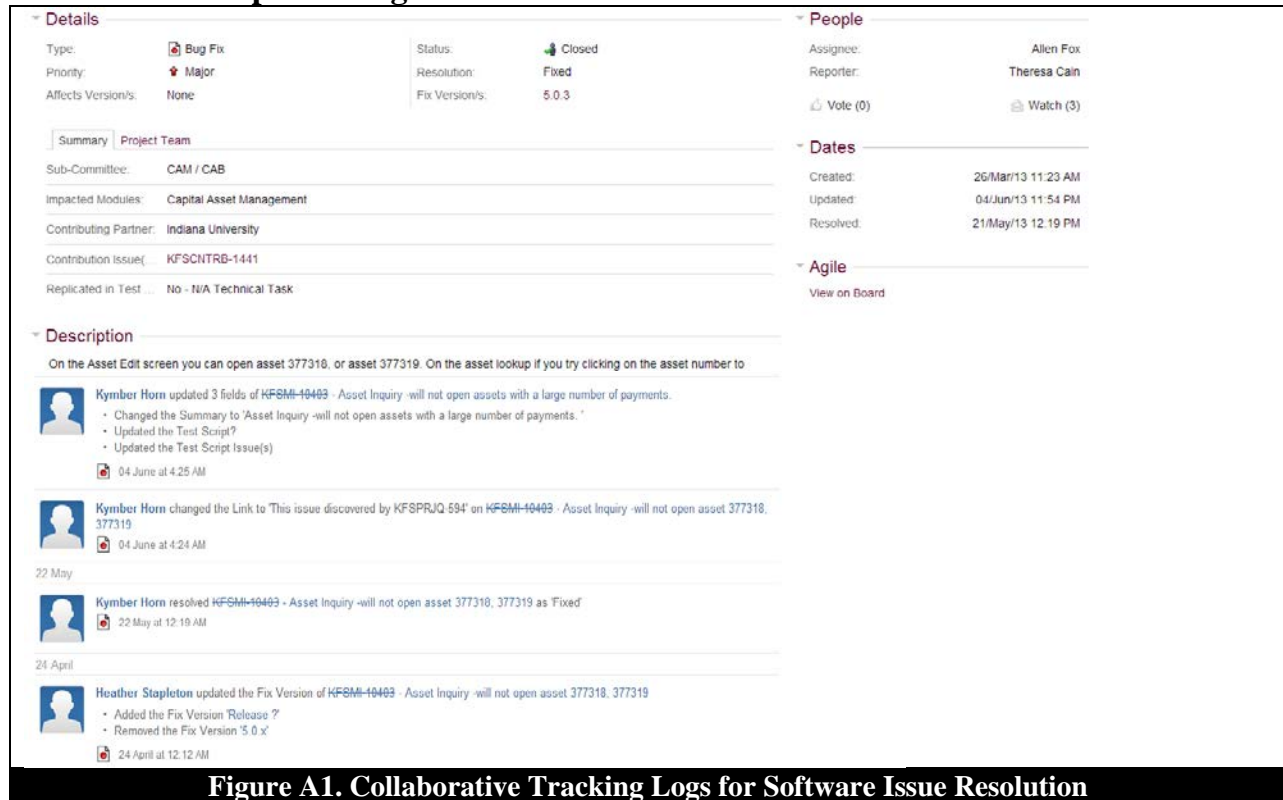 Details
Type: Bug Fix Status: Closed
Priority: Major Resolution: Fixed
Affects Version/s: None Fix Version/s: 5.0.3
Summary Project Team
Sub-Committee: CAM / CAB
Impacted Modules: Capital Asset Management
Contributing Partner: Indiana University
Contribution Issue(... KFSCNTRB-1441
Replicated in Test ... No - N/A Technical Task
People
Assignee: Allen Fox
Reporter: Theresa Cain
Vote (0) Watch (3)
Dates
Created: 26/Mar/13 11:23 AM
Updated: 04/Jun/13 11:54 PM
Resolved: 21/May/13 12:19 PM
Agile
View on Board
Description
On the Asset Edit screen you can open asset 377318, or asset 377319. On the asset lookup if you try clicking on the asset number to
Kymber Horn updated 3 fields of KFSMI-10403 - Asset Inquiry -will not open assets with a large number of payments.
• Changed the Summary to 'Asset Inquiry -will not open assets with a large number of payments. '
• Updated the Test Script?
• Updated the Test Script Issue(s)
04 June at 4:25 AM
Kymber Horn changed the Link to 'This issue discovered by KFSPRJQ-594' on KFSMI-10403 - Asset Inquiry -will not open asset 377318,
377319
04 June at 4:24 AM
22 May
Kymber Horn resolved KFSMI-10403 - Asset Inquiry -will not open asset 377318, 377319 as 'Fixed'
22 May at 12:19 AM
24 April
Heather Stapleton updated the Fix Version of KFSMI-10403 - Asset Inquiry -will not open asset 377318, 377319
• Added the Fix Version 'Release ?'
• Removed the Fix Version '5.0.x'
24 April at 12:12 AM
Figure A1. Collaborative Tracking Logs for Software Issue Resolution